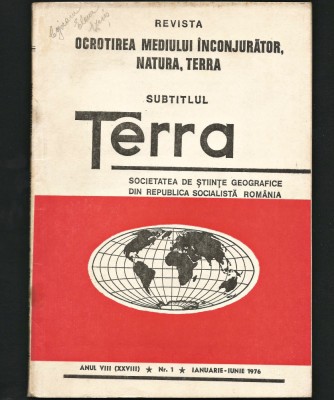 REVISTA
OCROTIREA MEDIULUI ÎNCONJURĂTOR,
NATURA, TERRA
SUBTITLUL
Terra
SOCIETATEA DE ȘTIINȚE GEOGRAFICE
DIN REPUBLICA SOCIALISTĂ ROMÂNIA
ANUL VIII (XXVIII) ★ Nr. 1 ★ IANUARIE-IUNIE 1976